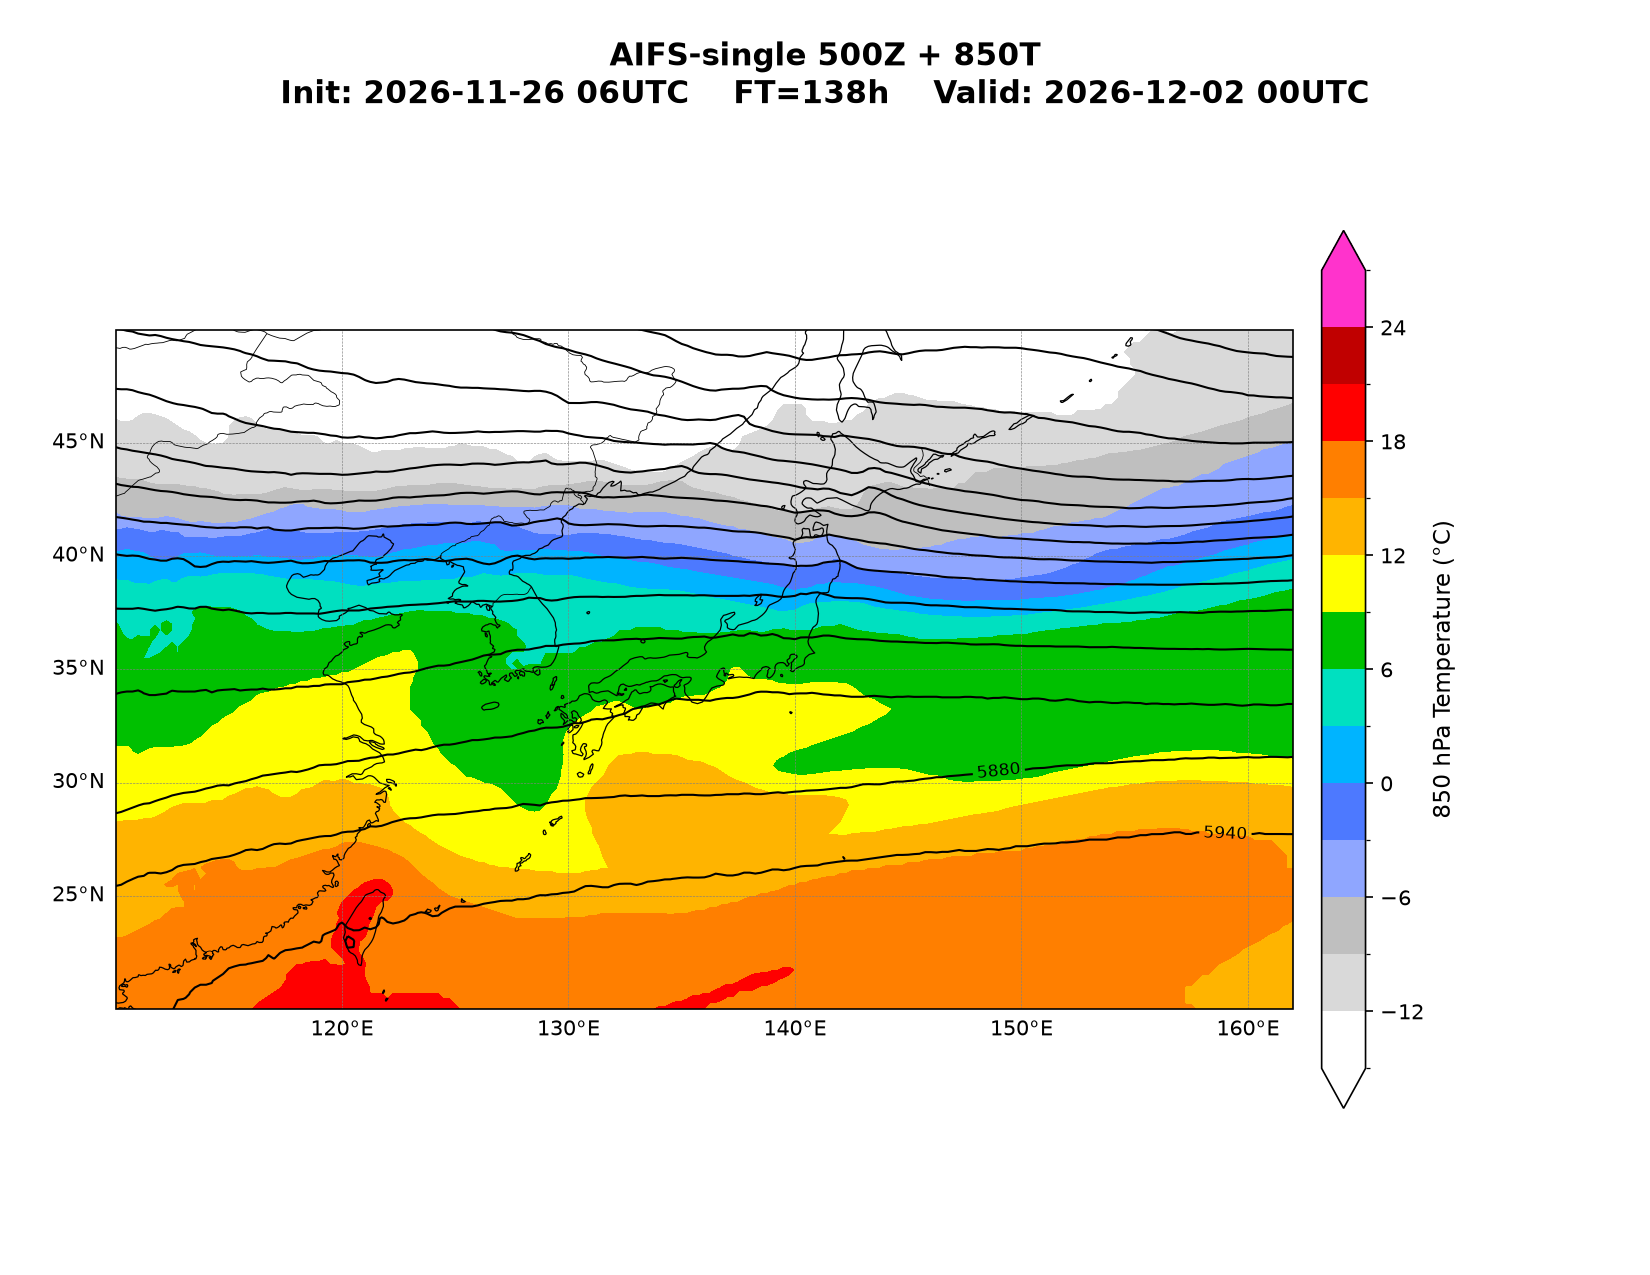 AIFS-single 500Z + 850T
Init: 2026-11-26 06UTC    FT=138h    Valid: 2026-12-02 00UTC
45°N
40°N
35°N
30°N
25°N
120°E
130°E
140°E
150°E
160°E
5880
5940
24
18
12
6
0
−6
−12
850 hPa Temperature (°C)